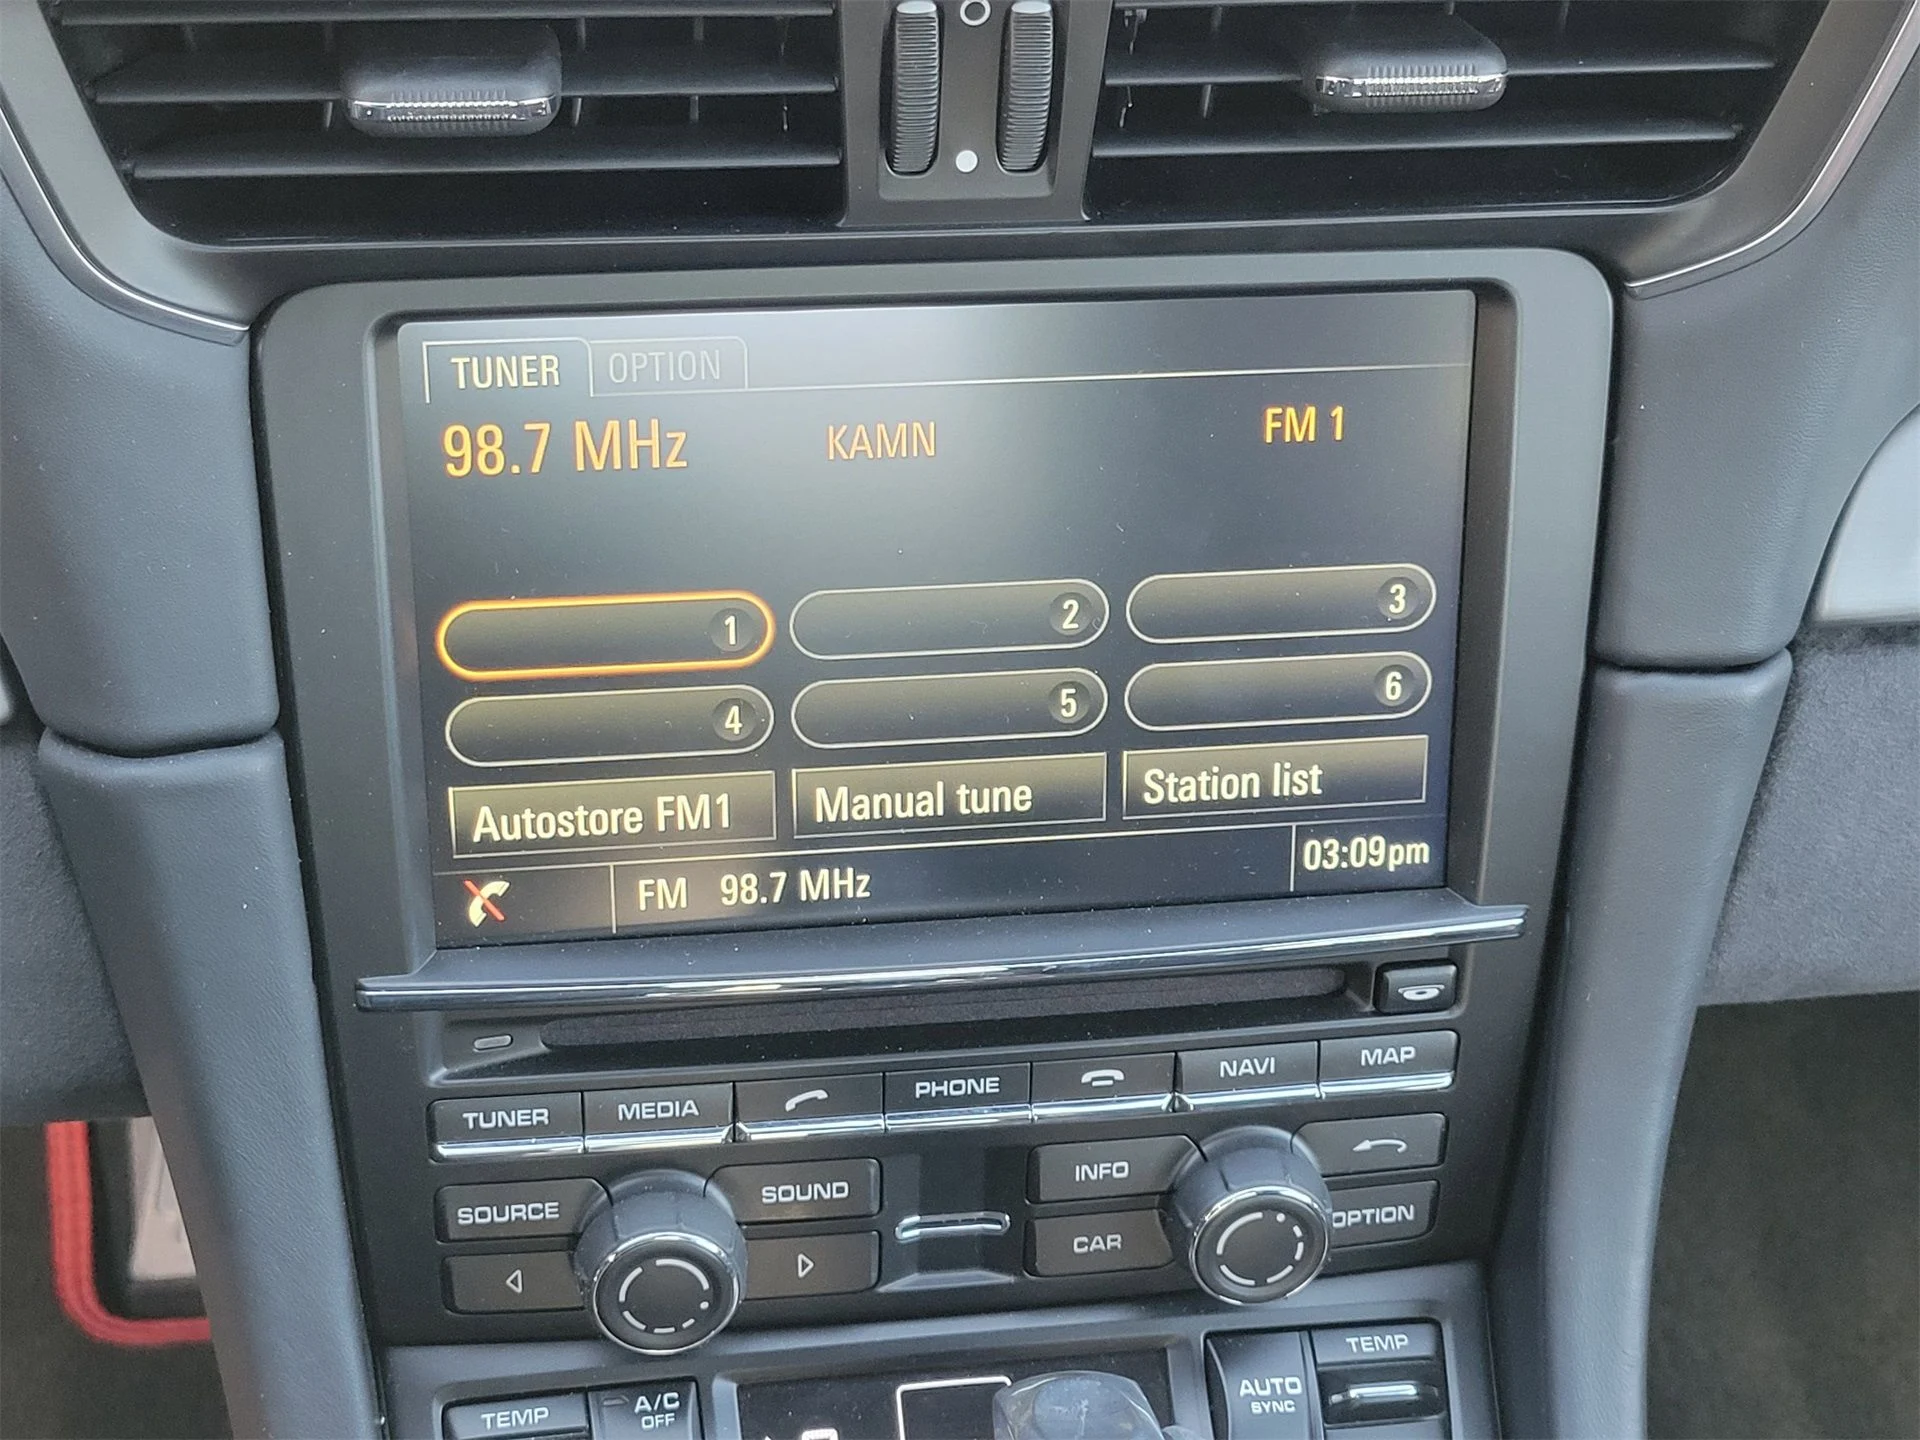 TUNER OPTION
98.7 MHz KAMN FM 1
1 2 3
4 5 6
Autostore FM1 Manual tune Station list
FM 98.7 MHz 03:09pm
TUNER MEDIA PHONE NAVI MAP
SOURCE SOUND INFO
CAR OPTION
TEMP A/C OFF AUTO SYNC TEMP